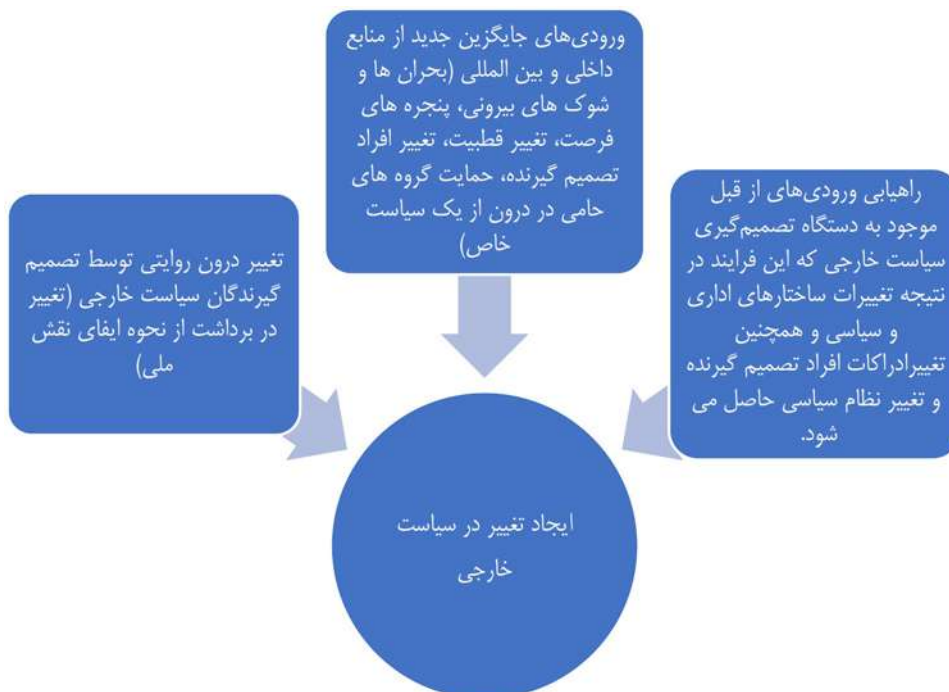 ورودی‌های جایگزین جدید از منابع
داخلی و بین المللی (بحران ها و
شوک های بیرونی، پنجره های
فرصت، تغییر قطبیت، تغییر افراد
تصمیم گیرنده، حمایت گروه های
حامی در درون از یک سیاست
خاص)
راهیابی ورودی‌های از قبل
موجود به دستگاه تصمیم‌گیری
سیاست خارجی که این فرایند در
نتیجه تغییرات ساختارهای اداری
و سیاسی و همچنین
تغییرادراکات افراد تصمیم گیرنده
و تغییر نظام سیاسی حاصل می
شود.
تغییر درون روایتی توسط تصمیم
گیرندگان سیاست خارجی (تغییر
در برداشت از نحوه ایفای نقش
ملی)
ایجاد تغییر در سیاست
خارجی